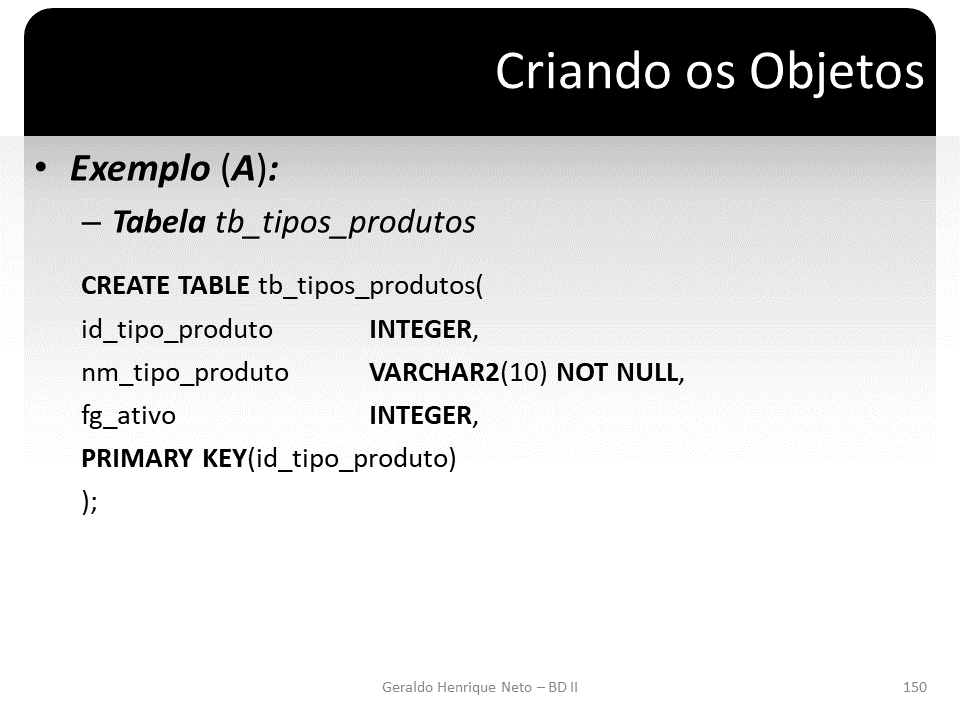 Criando os Objetos
• Exemplo (A):
– Tabela tb_tipos_produtos
CREATE TABLE tb_tipos_produtos(
id_tipo_produto INTEGER,
nm_tipo_produto VARCHAR2(10) NOT NULL,
fg_ativo INTEGER,
PRIMARY KEY(id_tipo_produto)
);
Geraldo Henrique Neto – BD II 150